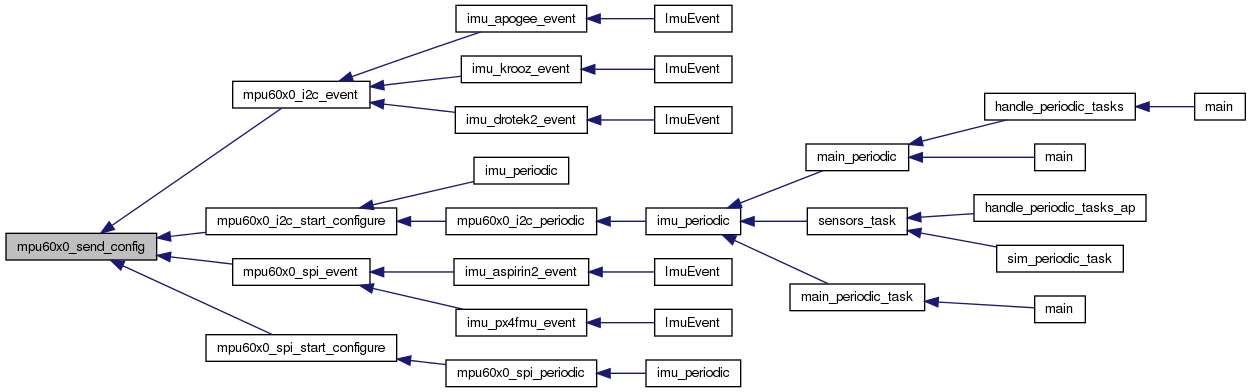 imu_apogee_event
ImuEvent
imu_krooz_event
ImuEvent
mpu60x0_i2c_event
handle_periodic_tasks
main
imu_drotek2_event
ImuEvent
main_periodic
main
imu_periodic
mpu60x0_i2c_start_configure
mpu60x0_i2c_periodic
imu_periodic
sensors_task
handle_periodic_tasks_ap
mpu60x0_send_config
sim_periodic_task
mpu60x0_spi_event
imu_aspirin2_event
ImuEvent
main_periodic_task
main
imu_px4fmu_event
ImuEvent
mpu60x0_spi_start_configure
mpu60x0_spi_periodic
imu_periodic